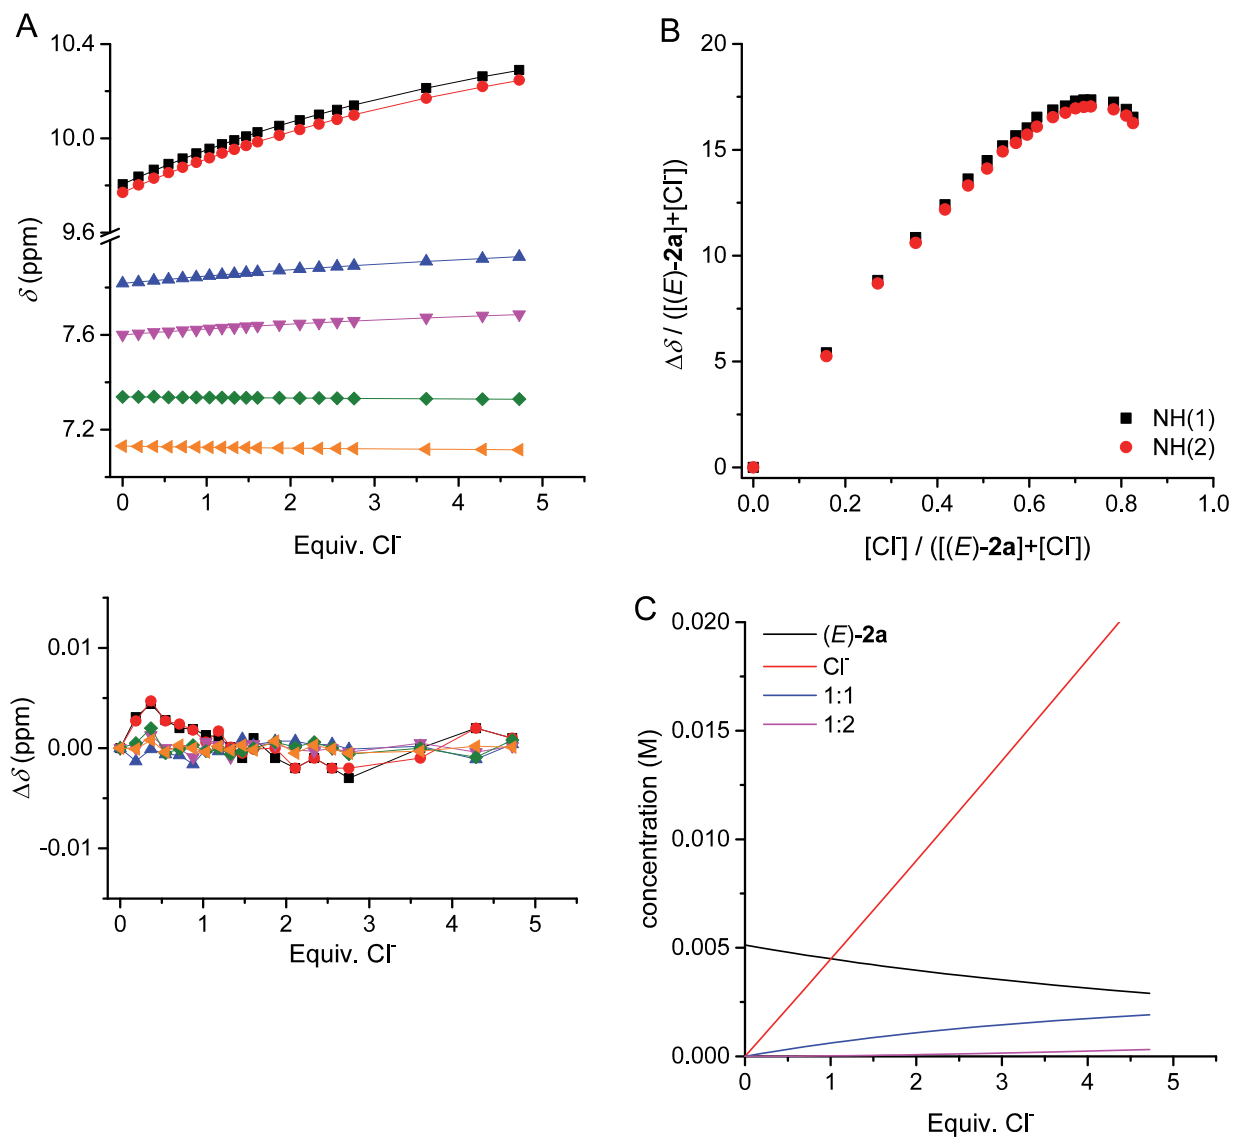 A
10.4
10.0
9.6
7.6
7.2
δ (ppm)
0 1 2 3 4 5
Equiv. Cl⁻
B
20
15
10
5
0
Δδ / ([(E)-2a]+[Cl⁻])
NH(1)
NH(2)
0.0 0.2 0.4 0.6 0.8 1.0
[Cl⁻] / ([(E)-2a]+[Cl⁻])
0.01
0.00
-0.01
Δδ (ppm)
0 1 2 3 4 5
Equiv. Cl⁻
C
0.020
0.015
0.010
0.005
0.000
concentration (M)
(E)-2a
Cl⁻
1:1
1:2
0 1 2 3 4 5
Equiv. Cl⁻